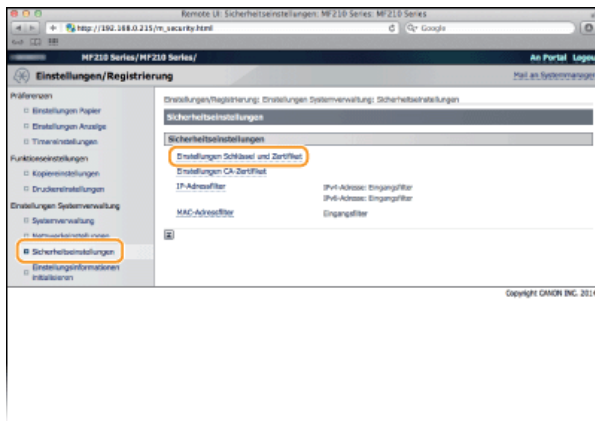 Remote UI: Sicherheitseinstellungen: MF210 Series: MF210 Series
http://192.168.0.215/m_security.html
Google
MF210 Series/MF210 Series/
An Portal
Einstellungen/Registrierung
Mail an Systemmanager
Präferenzen
Einstellungen Papier
Einstellungen Anzeige
Timereinstellungen
Funktionseinstellungen
Kopiereinstellungen
Druckereinstellungen
Einstellungen Systemverwaltung
Systemverwaltung
Netzwerkeinstellungen
Sicherheitseinstellungen
Einstellungsinformationen
initialisieren
Einstellungen/Registrierung: Einstellungen Systemverwaltung: Sicherheitseinstellungen
Sicherheitseinstellungen
Sicherheitseinstellungen
Einstellungen Schlüssel und Zertifikat
Einstellungen CA-Zertifikat
IP-Adressfilter
IPv4-Adresse: Eingangsfilter
IPv6-Adresse: Eingangsfilter
MAC-Adressfilter
Eingangsfilter
Copyright CANON INC. 2014